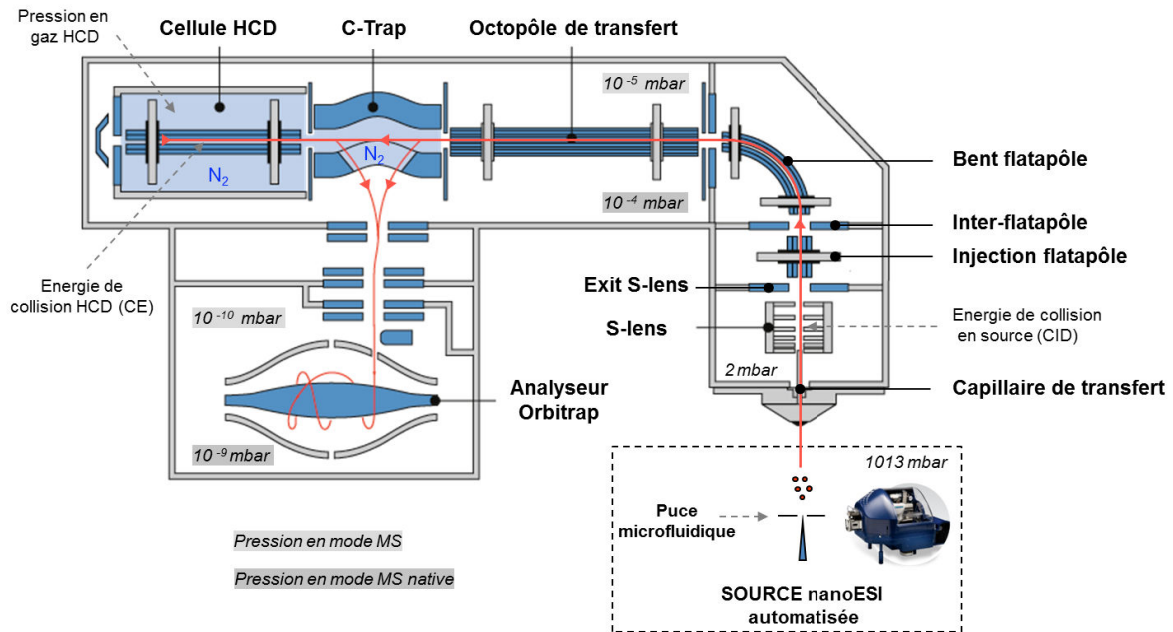 Pression en
gaz HCD
Cellule HCD
C-Trap
Octopôle de transfert
10 -5 mbar
N2
N2
Bent flatapôle
10 -4 mbar
Inter-flatapôle
Injection flatapôle
Energie de
collision HCD (CE)
Exit S-lens
S-lens
Energie de collision
en source (CID)
10 -10 mbar
2 mbar
Capillaire de transfert
Analyseur
Orbitrap
10 -9 mbar
1013 mbar
Puce
microfluidique
Pression en mode MS
Pression en mode MS native
SOURCE nanoESI
automatisée